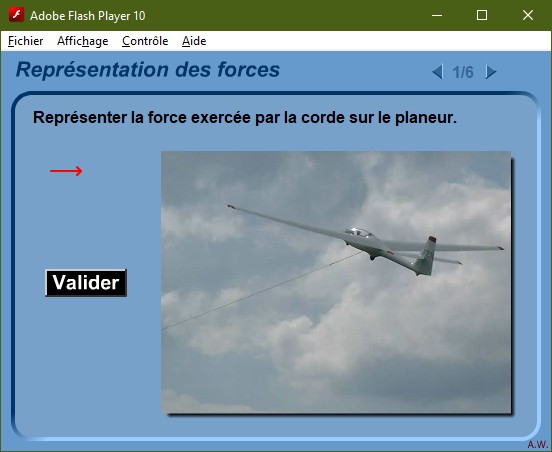 Adobe Flash Player 10
Fichier Affichage Contrôle Aide
Représentation des forces
1/6
Représenter la force exercée par la corde sur le planeur.
Valider
A.W.